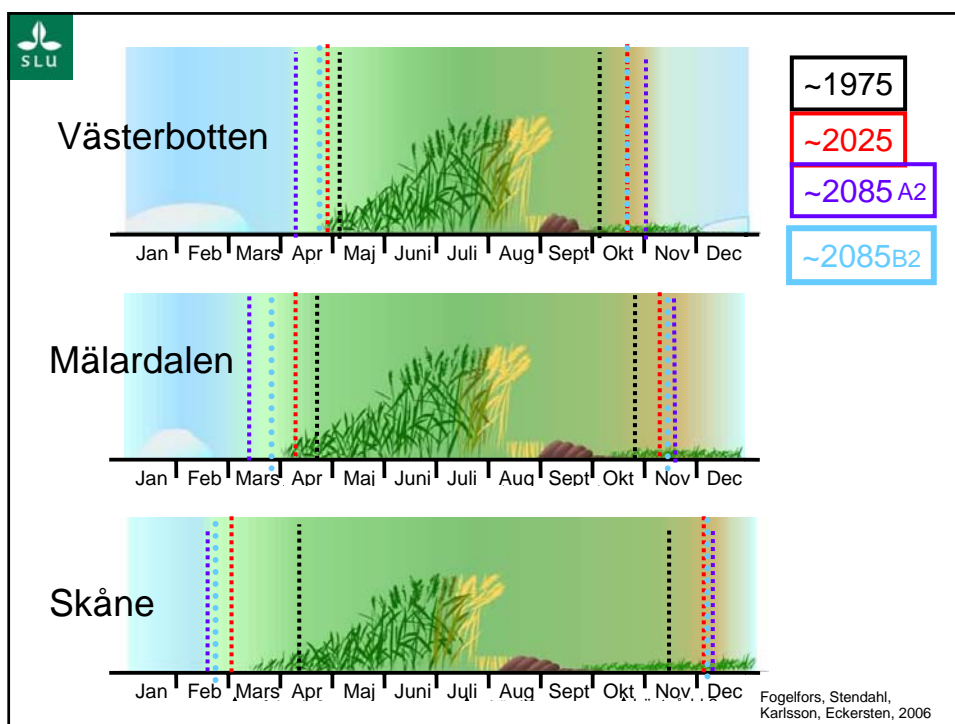 SLU
Västerbotten
Jan Feb Mars Apr Maj Juni Juli Aug Sept Okt Nov Dec
~1975
~2025
~2085 A2
~2085B2
Mälardalen
Jan Feb Mars Apr Maj Juni Juli Aug Sept Okt Nov Dec
Skåne
Jan Feb Mars Apr Maj Juni Juli Aug Sept Okt Nov Dec
Fogelfors, Stendahl,
Karlsson, Eckersten, 2006